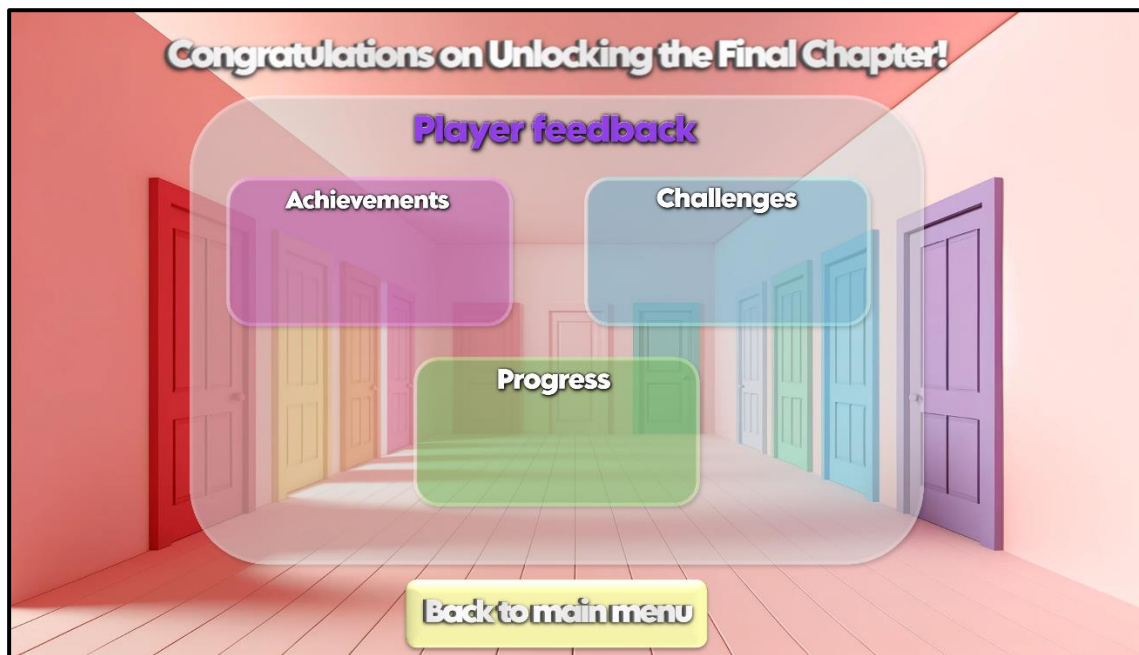 Congratulations on Unlocking the Final Chapter!
Player feedback
Achievements
Challenges
Progress
Back to main menu